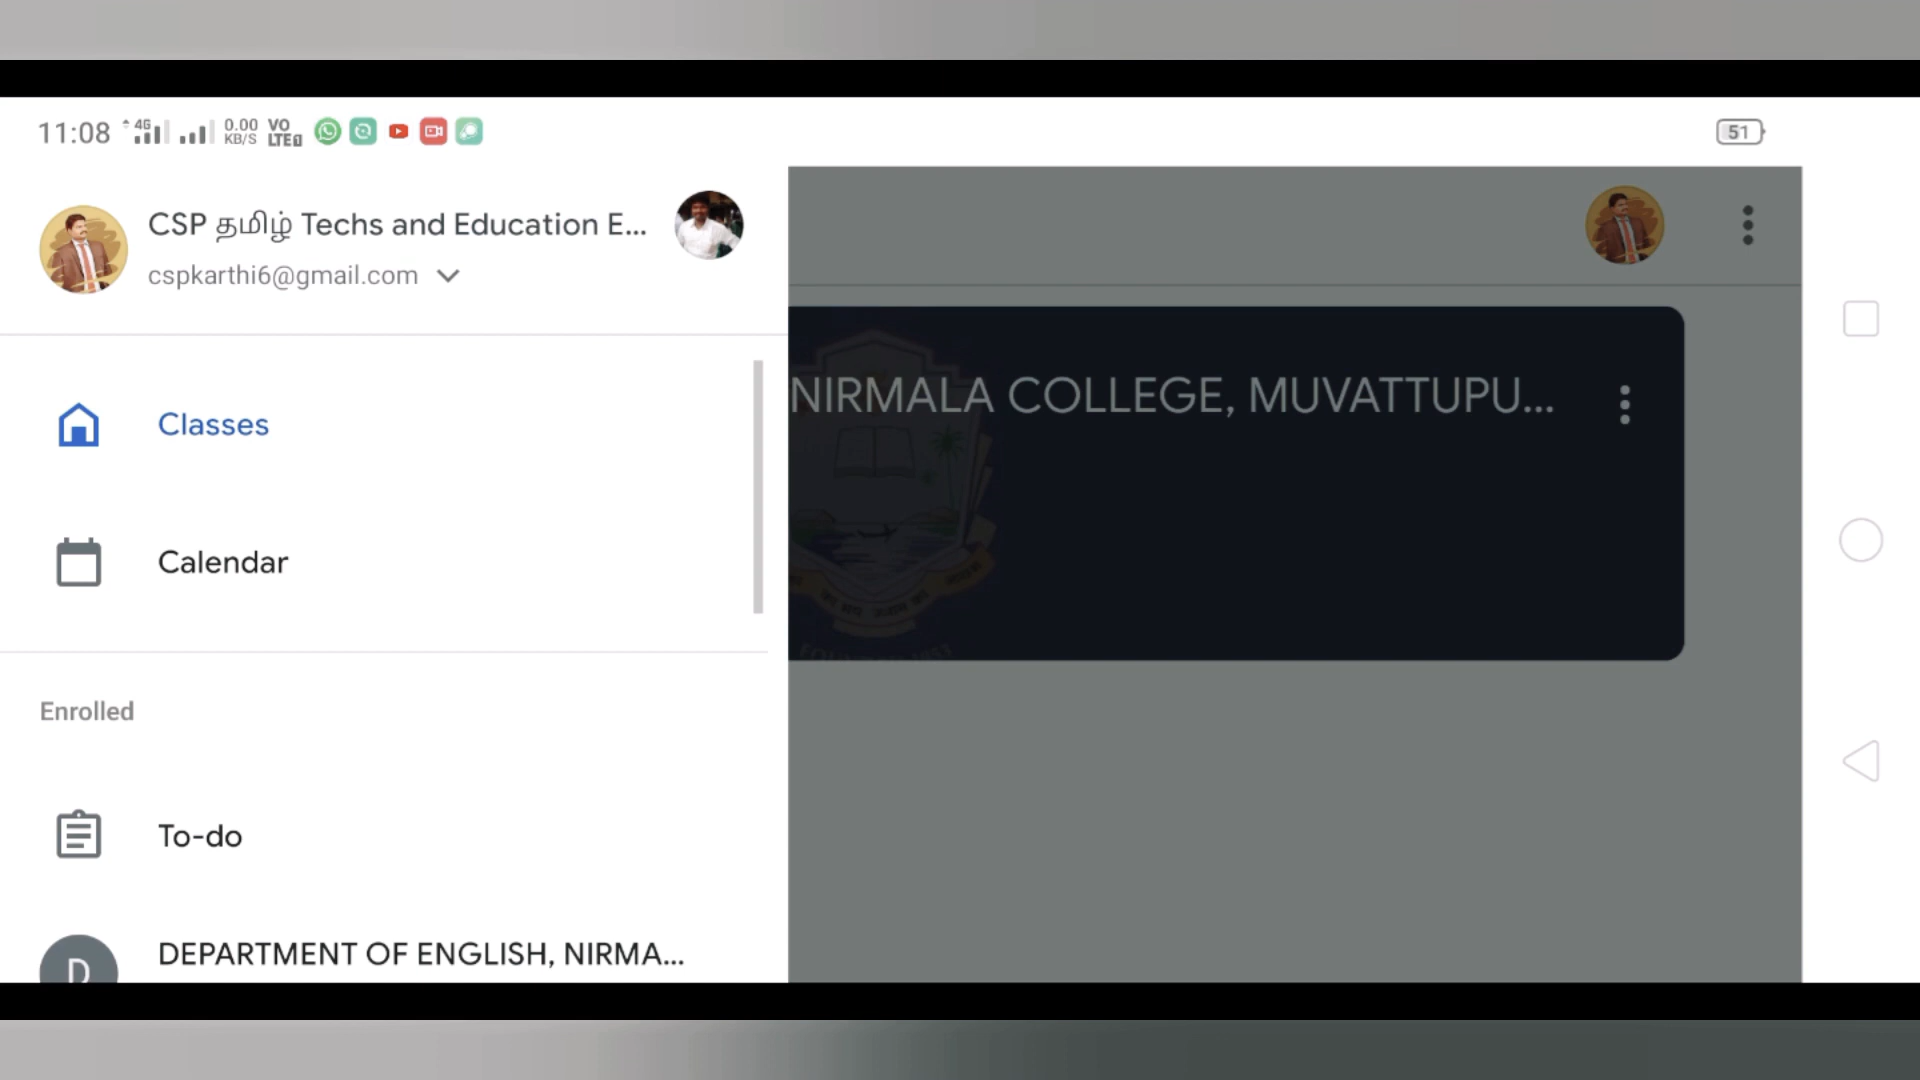 11:08 4G 0.00 KB/S VO LTE 51
CSP தமிழ் Techs and Education E...
cspkarthi6@gmail.com
NIRMALA COLLEGE, MUVATTUPU...
Classes
Calendar
Enrolled
To-do
DEPARTMENT OF ENGLISH, NIRMA...
D